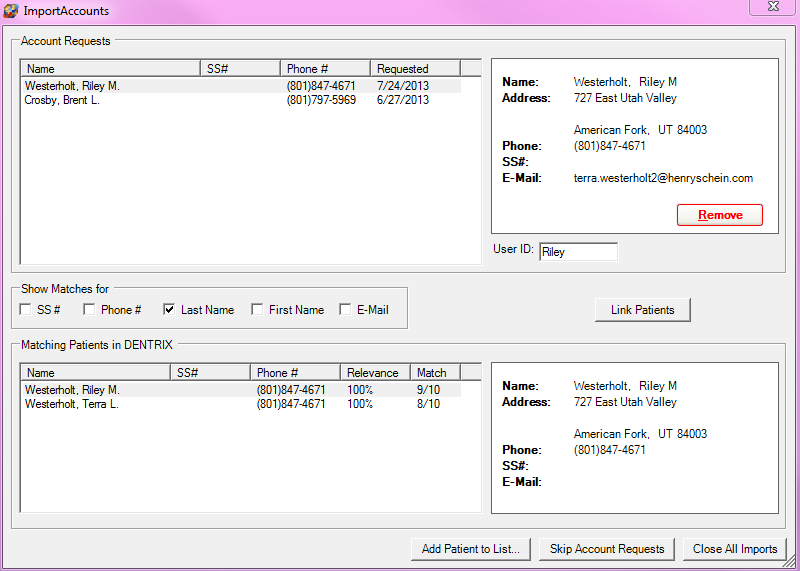 ImportAccounts
Account Requests
Name SS# Phone # Requested
Westerholt, Riley M. (801)847-4671 7/24/2013
Crosby, Brent L. (801)797-5969 6/27/2013
Name: Westerholt, Riley M
Address: 727 East Utah Valley
American Fork, UT 84003
Phone: (801)847-4671
SS#:
E-Mail: terra.westerholt2@henryschein.com
Remove
User ID: Riley
Show Matches for
SS # Phone # Last Name First Name E-Mail
Link Patients
Matching Patients in DENTRIX
Name SS# Phone # Relevance Match
Westerholt, Riley M. (801)847-4671 100% 9/10
Westerholt, Terra L. (801)847-4671 100% 8/10
Name: Westerholt, Riley M
Address: 727 East Utah Valley
American Fork, UT 84003
Phone: (801)847-4671
SS#:
E-Mail:
Add Patient to List... Skip Account Requests Close All Imports